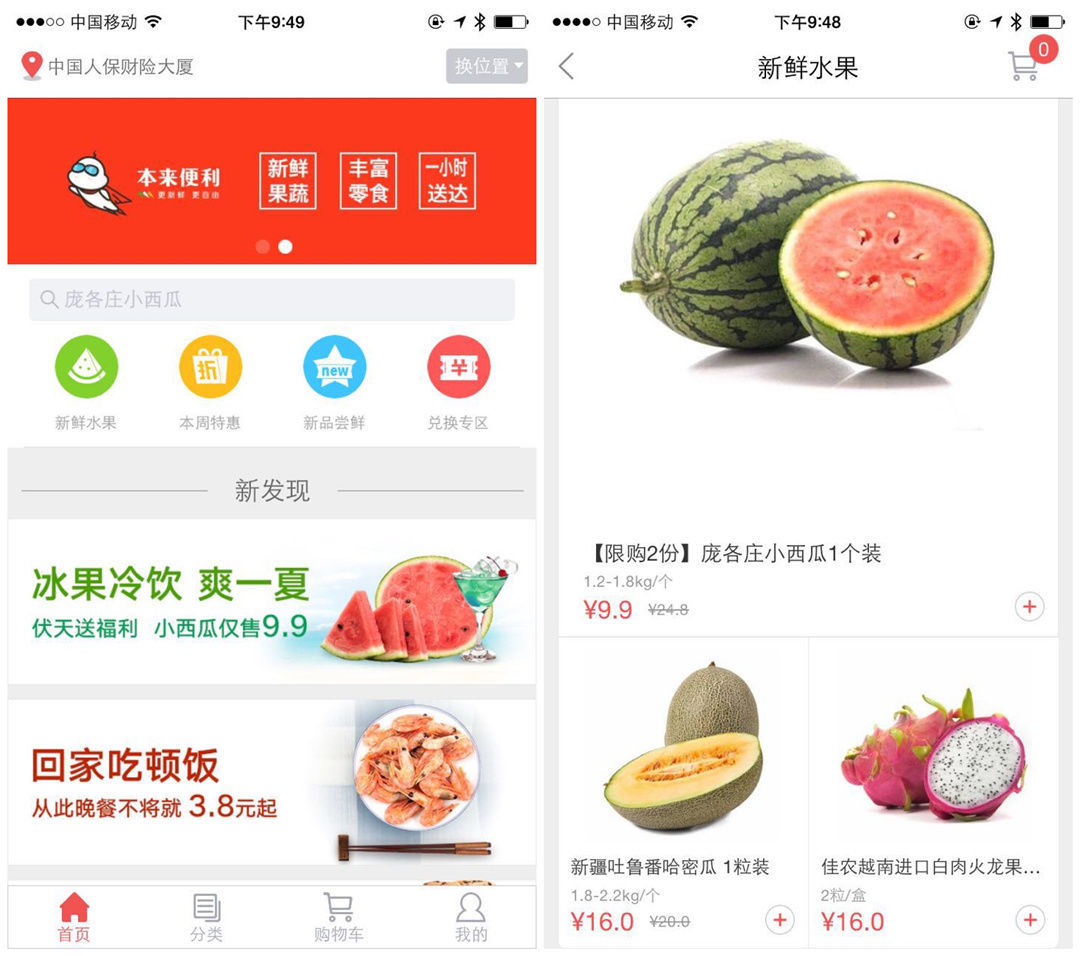 中国移动 下午9:49
中国人保财险大厦 换位置
本来便利
更新鲜 更自由
新鲜果蔬
丰富零食
一小时送达
庞各庄小西瓜
折 new 券
新鲜水果 本周特惠 新品尝鲜 兑换专区
新发现
冰果冷饮 爽一夏
伏天送福利 小西瓜仅售9.9
回家吃顿饭
从此晚餐不将就 3.8元起
首页 分类 购物车 我的
中国移动 下午9:48
新鲜水果 0
【限购2份】庞各庄小西瓜1个装
1.2-1.8kg/个
¥9.9 ¥24.8
新疆吐鲁番哈密瓜 1粒装
1.8-2.2kg/个
¥16.0 ¥20.0
佳农越南进口白肉火龙果...
2粒/盒
¥16.0